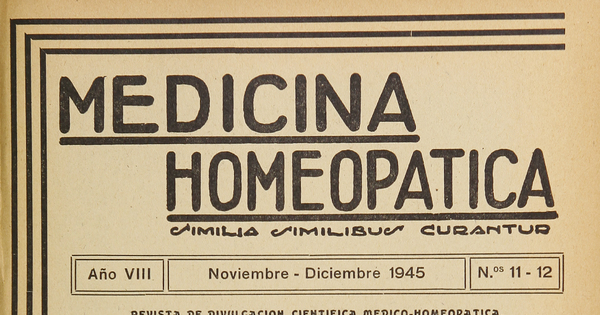 MEDICINA
HOMEOPATICA
SIMILIA SIMILIBUS CURANTUR
Año VIII Noviembre - Diciembre 1945 N.os 11 - 12
REVISTA DE DIVULGACION CIENTIFICA MEDICO-HOMEOPATICA